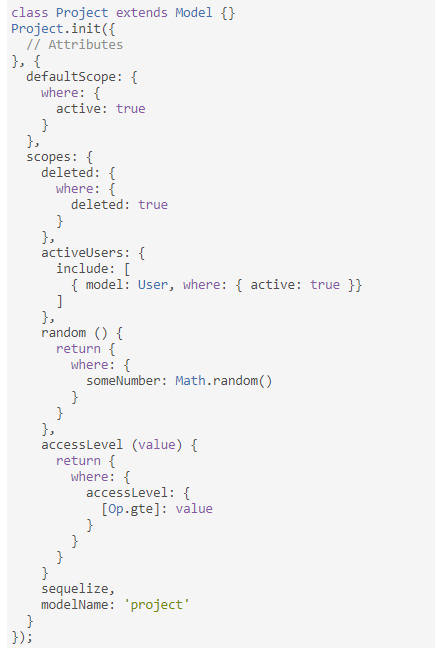 class Project extends Model {}
Project.init({
  // Attributes
}, {
  defaultScope: {
    where: {
      active: true
    }
  },
  scopes: {
    deleted: {
      where: {
        deleted: true
      }
    },
    activeUsers: {
      include: [
        { model: User, where: { active: true }}
      ]
    },
    random () {
      return {
        where: {
          someNumber: Math.random()
        }
      }
    },
    accessLevel (value) {
      return {
        where: {
          accessLevel: {
            [Op.gte]: value
          }
        }
      }
    }
    sequelize,
    modelName: 'project'
  }
});